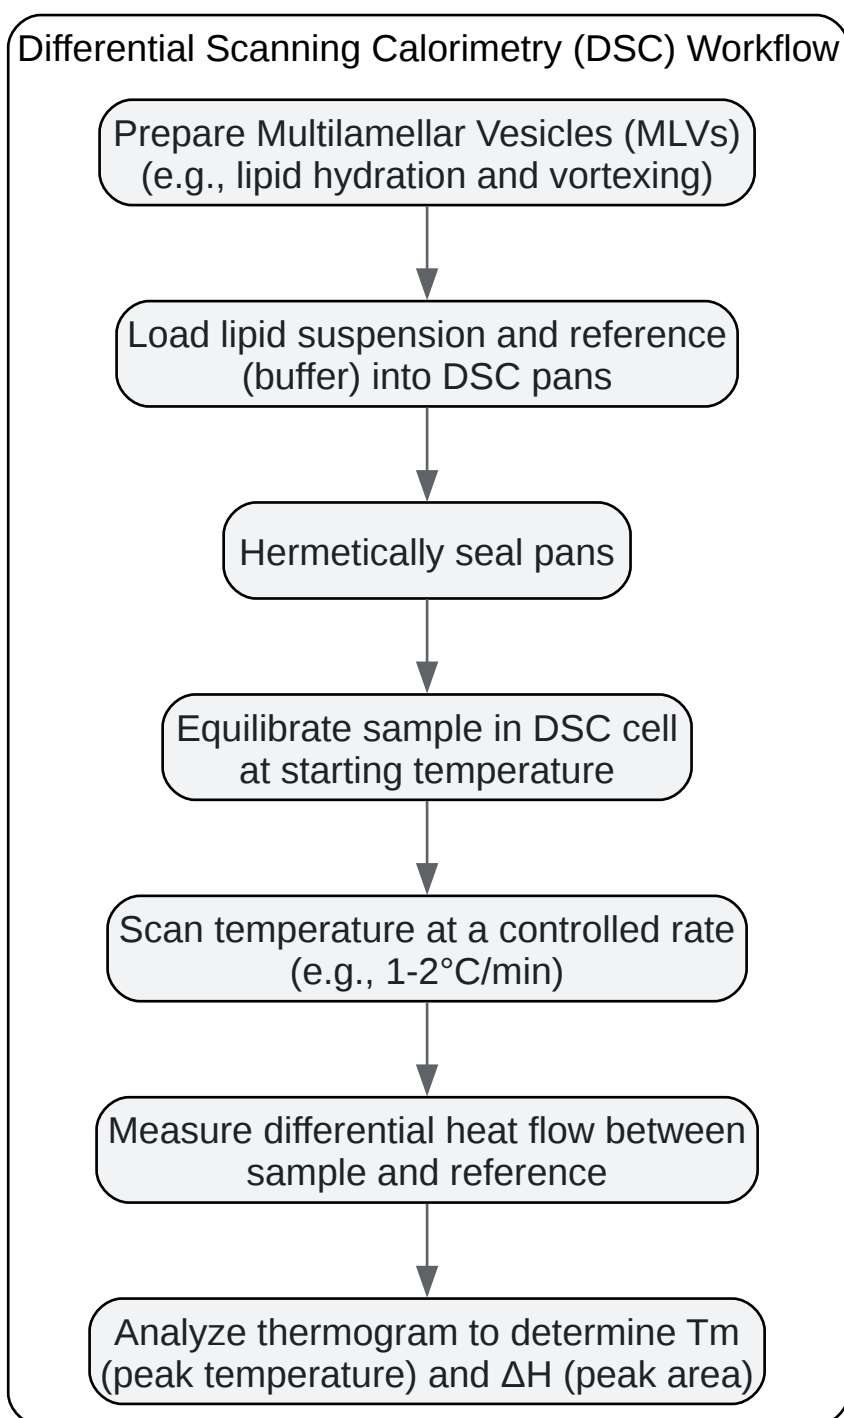 Differential Scanning Calorimetry (DSC) Workflow
Prepare Multilamellar Vesicles (MLVs)
(e.g., lipid hydration and vortexing)
Load lipid suspension and reference
(buffer) into DSC pans
Hermetically seal pans
Equilibrate sample in DSC cell
at starting temperature
Scan temperature at a controlled rate
(e.g., 1-2°C/min)
Measure differential heat flow between
sample and reference
Analyze thermogram to determine Tm
(peak temperature) and ΔH (peak area)